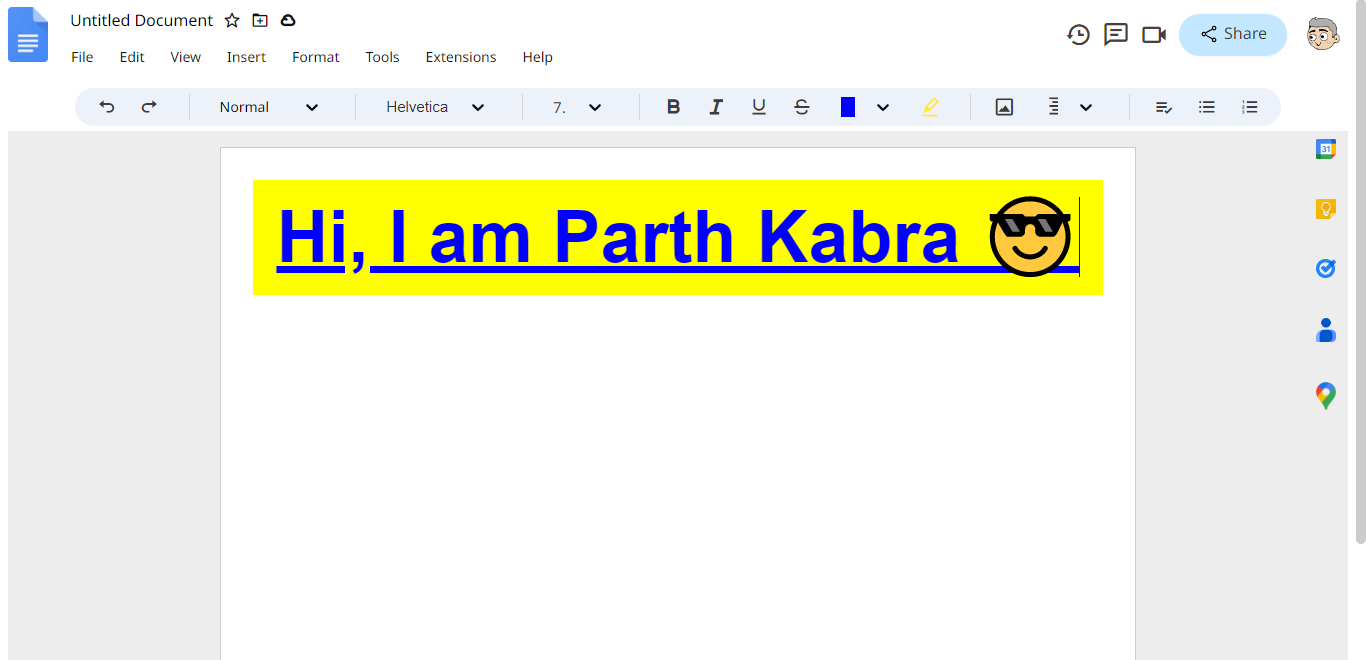 Untitled Document
File Edit View Insert Format Tools Extensions Help
Share
Normal Helvetica 7.
31
Hi, I am Parth Kabra 😎